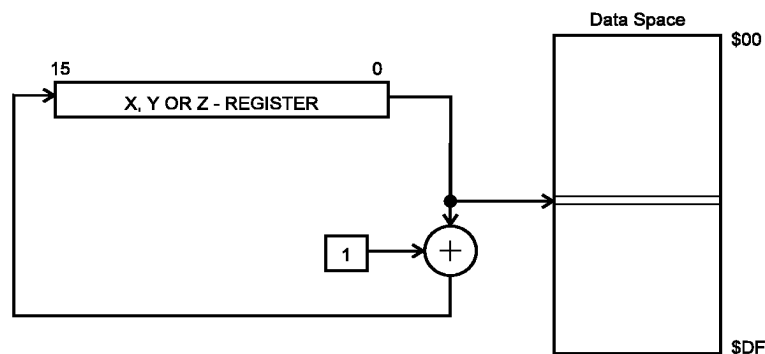 Data Space
$00
15 0
X, Y OR Z - REGISTER
1
+
$DF